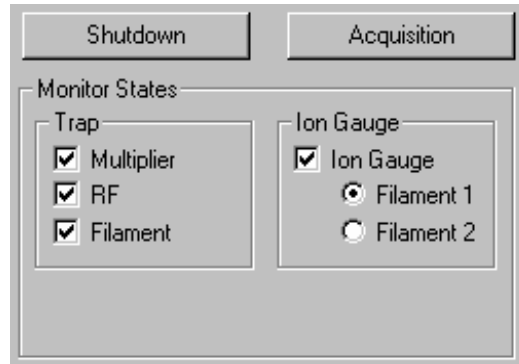 Shutdown
Acquisition
Monitor States
Trap
Multiplier
RF
Filament
Ion Gauge
Ion Gauge
Filament 1
Filament 2